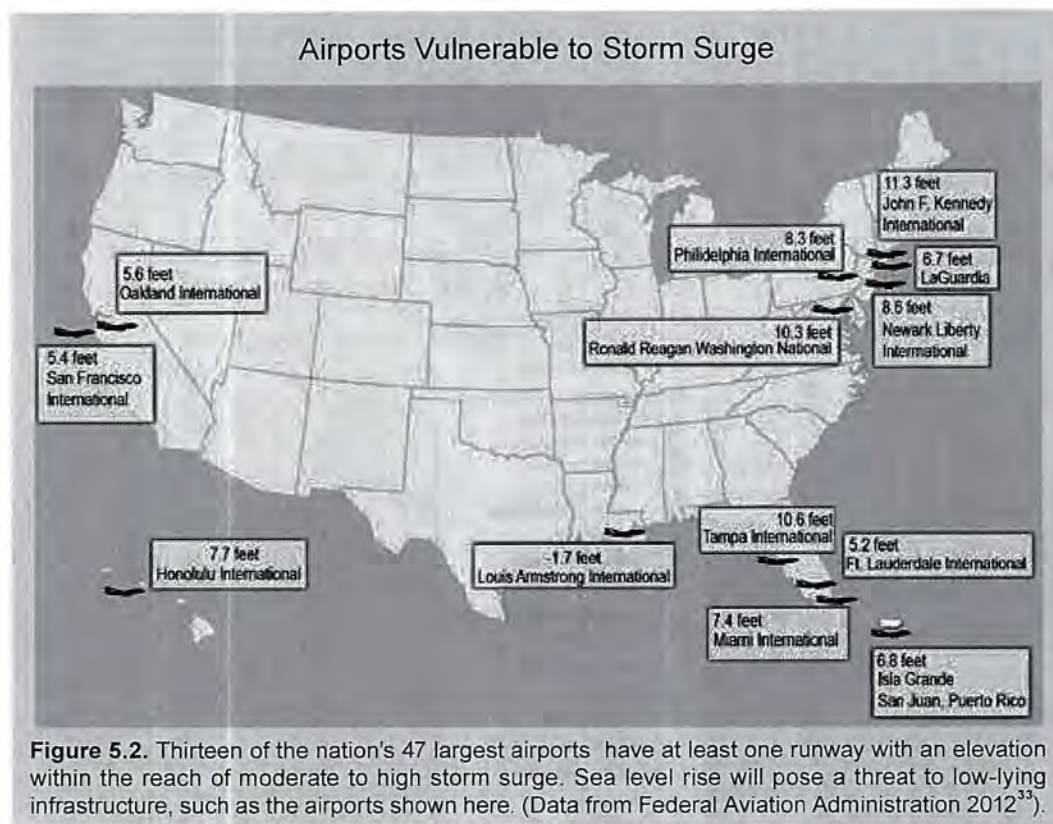 Airports Vulnerable to Storm Surge
11.3 feet
John F. Kennedy
International
8.3 feet
Philidelphia International
6.7 feet
LaGuardia
5.6 feet
Oakland International
feet
Newark Liberty
International
10.3 feet
Ronald Reagan Washington National
5.4 feet
San Francisco
International
10.6 feet
Tampa International
5.2 feet
Ft. Lauderdale International
7.7 feet
Honolulu International
-1.7 feet
Louis Armstrong International
7.4 feet
Miami International
6.8 feet
Isla Grande
San Juan, Puerto Rico
Figure 5.2. Thirteen of the nation's 47 largest airports have at least one runway with an elevation
within the reach of moderate to high storm surge. Sea level rise will pose a threat to low-lying
infrastructure, such as the airports shown here. (Data from Federal Aviation Administration 2012³³).